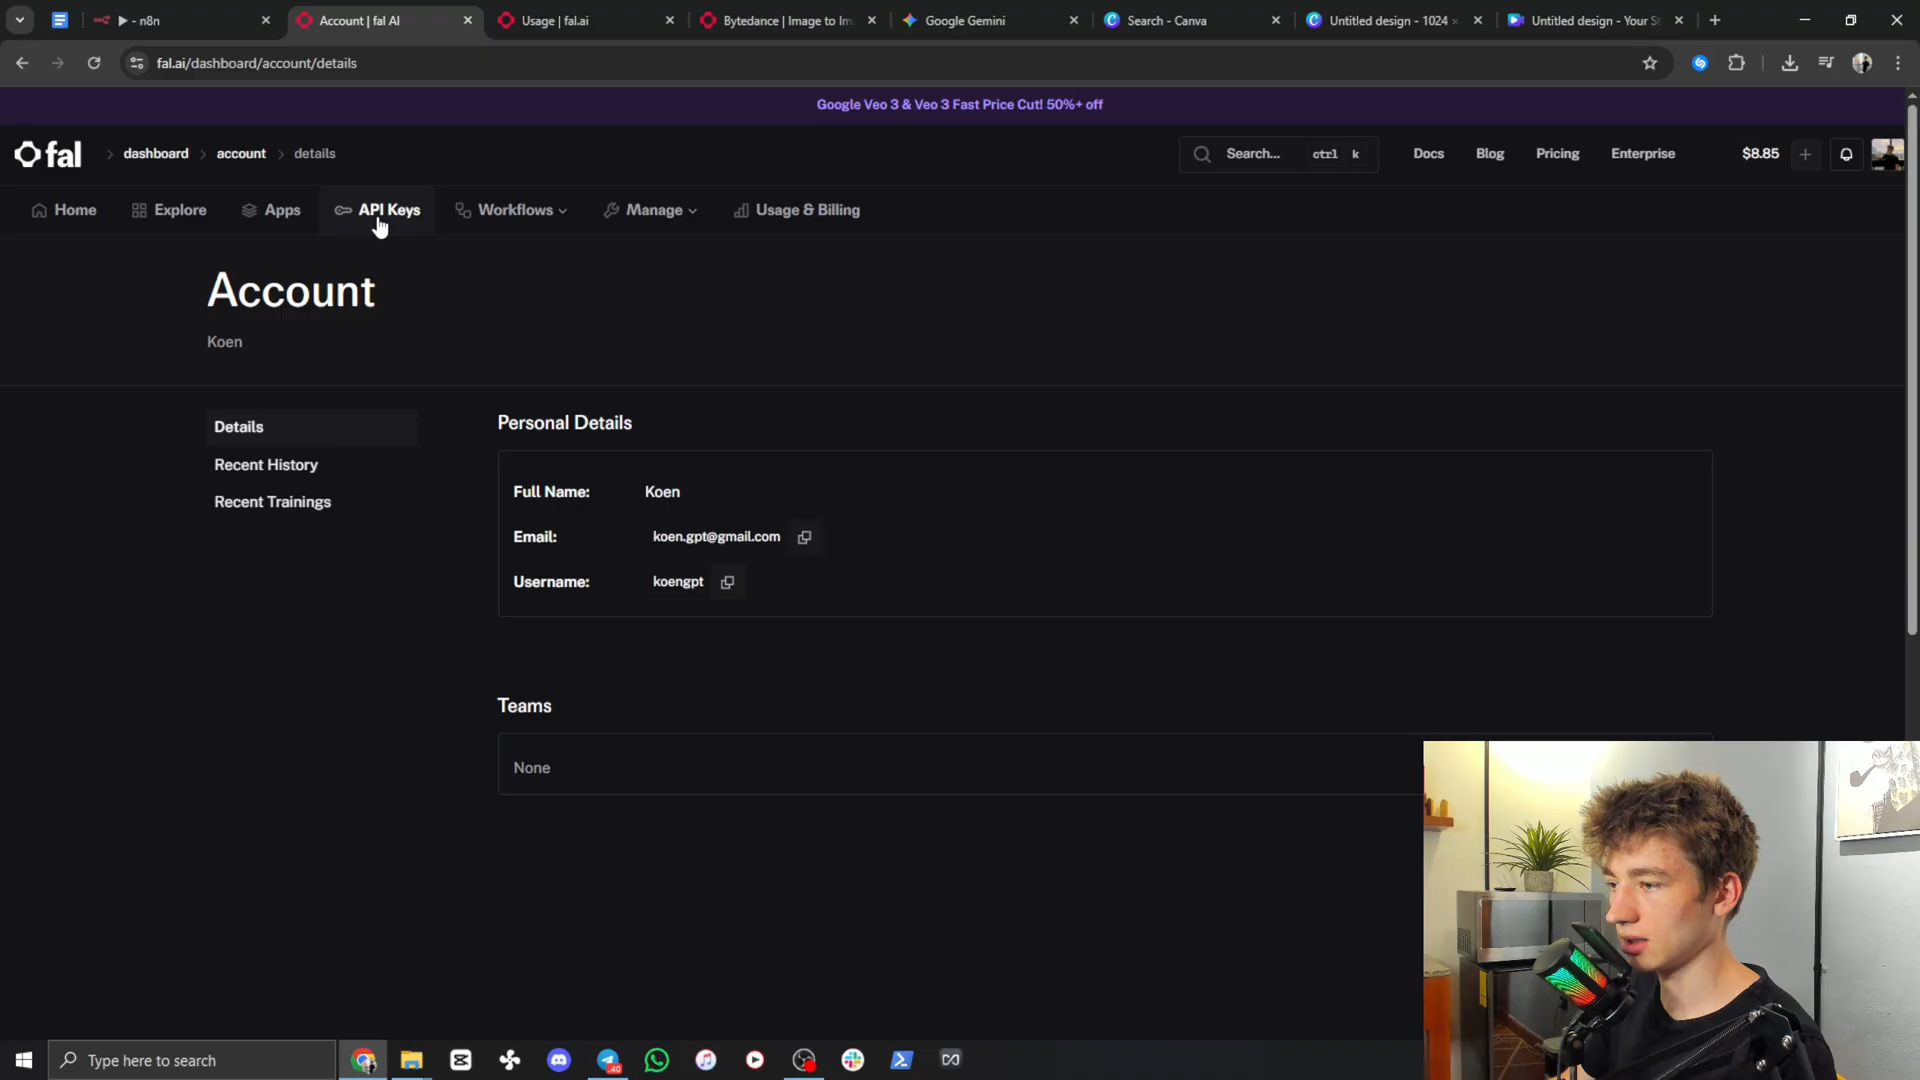 ▶ - n8n
Account | fal AI
Usage | fal.ai
Bytedance | Image to Im
Google Gemini
Search - Canva
Untitled design - 1024
Untitled design - Your S
fal.ai/dashboard/account/details
Google Veo 3 & Veo 3 Fast Price Cut! 50%+ off
fal
dashboard
account
details
Search...
ctrl k
Docs
Blog
Pricing
Enterprise
$8.85
Home
Explore
Apps
API Keys
Workflows
Manage
Usage & Billing
Account
Koen
Details
Recent History
Recent Trainings
Personal Details
Full Name: Koen
Email: koen.gpt@gmail.com
Username: koengpt
Teams
None
Type here to search
40